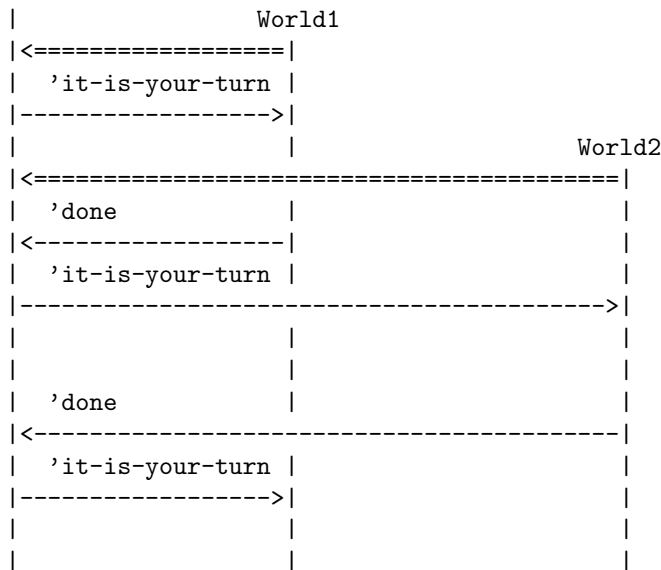 |                 World1
|<==================|
|  ’it-is-your-turn |
|------------------>|
|                   |                    World2
|<==========================================|
|  ’done            |                       |
|<------------------|                       |
|  ’it-is-your-turn |                       |
|------------------------------------------>|
|                   |                       |
|                   |                       |
|  ’done            |                       |
|<------------------------------------------|
|  ’it-is-your-turn |                       |
|------------------>|                       |
|                   |                       |
|                   |                       |